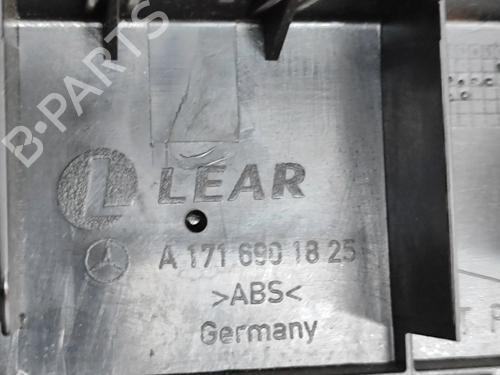 B-PARTS
L LEAR
A 171 690 18 25
>ABS<
Germany